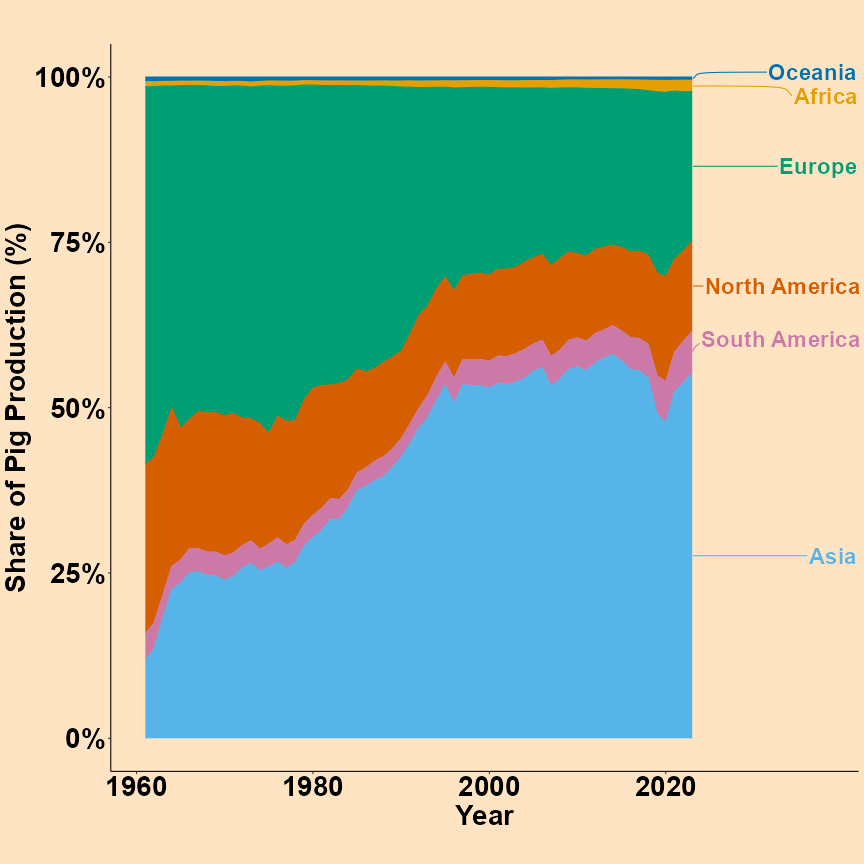 100%
75%
50%
25%
0%
Share of Pig Production (%)
1960
1980
2000
2020
Year
Oceania
Africa
Europe
North America
South America
Asia